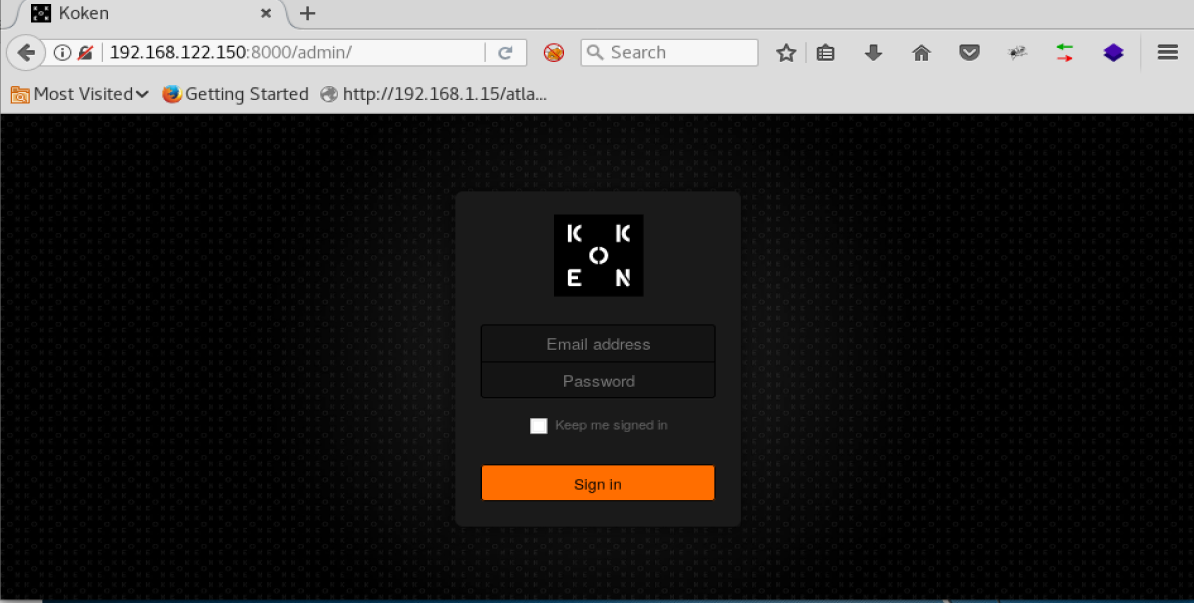 Koken
192.168.122.150:8000/admin/
Search
Most Visited Getting Started http://192.168.1.15/atla...
K K
O
E N
Email address
Password
Keep me signed in
Sign in